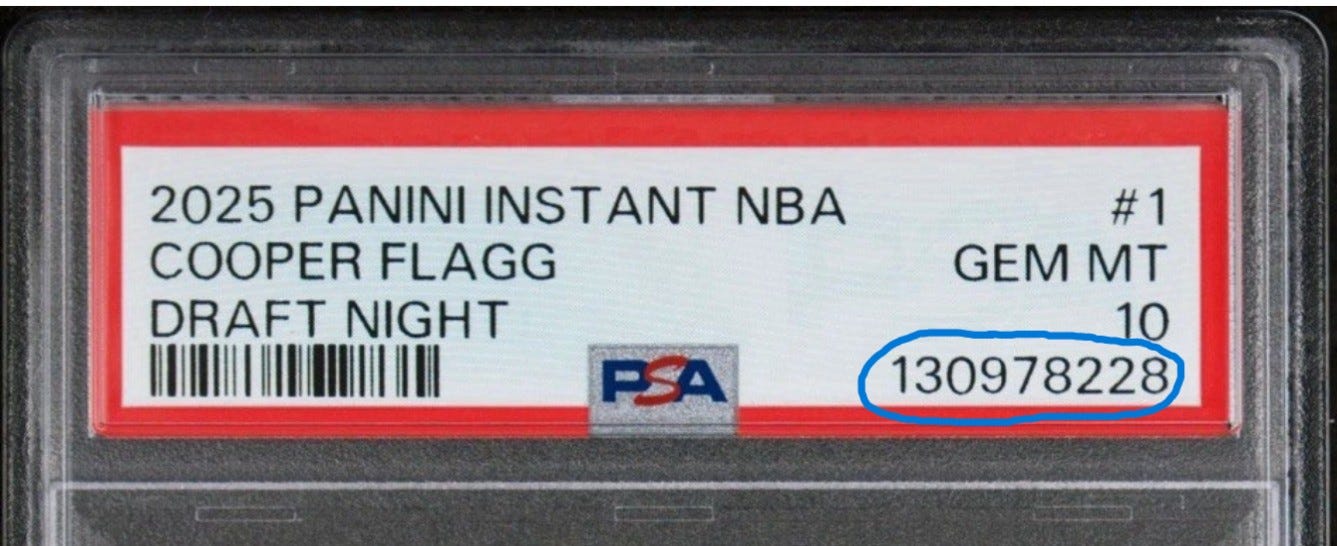 2025 PANINI INSTANT NBA #1
COOPER FLAGG GEM MT
DRAFT NIGHT 10
PSA 130978228